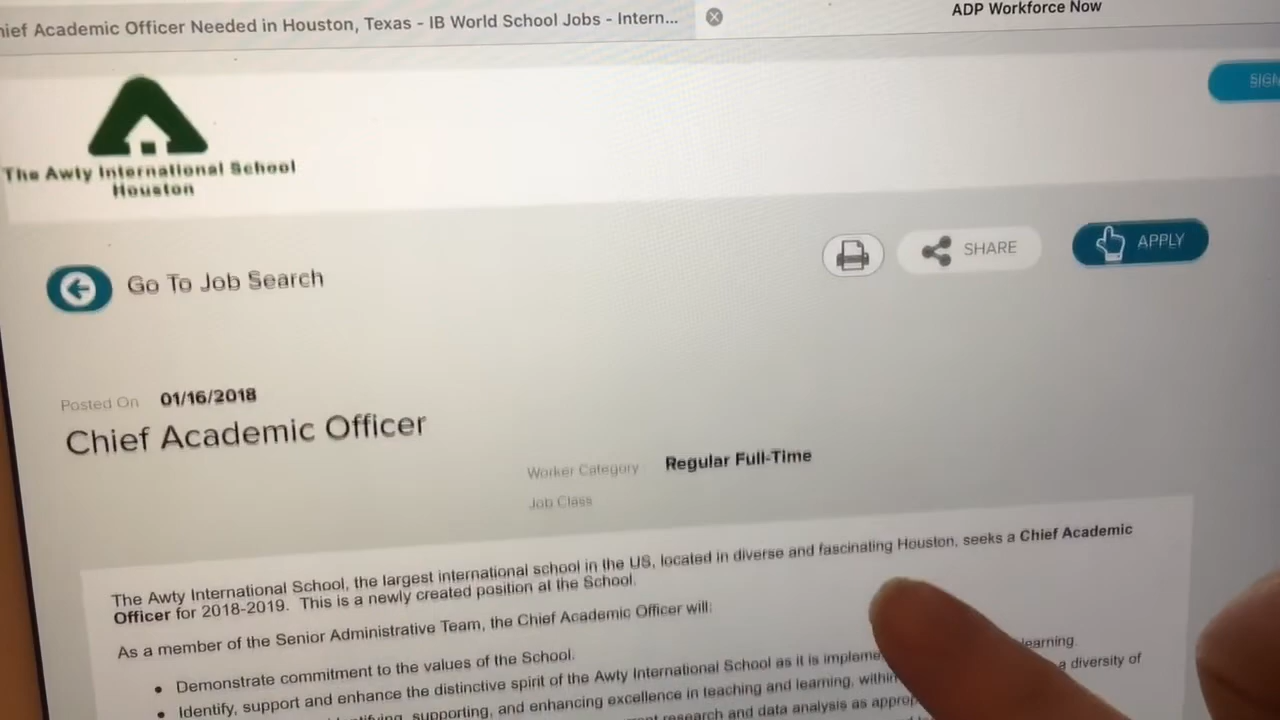 hief Academic Officer Needed in Houston, Texas - IB World School Jobs - Intern...
ADP Workforce Now
SIGN
The Awty International School
Houston
Go To Job Search
SHARE
APPLY
Posted On 01/16/2018
Chief Academic Officer
Worker Category Regular Full-Time
Job Class
The Awty International School, the largest international school in the US, located in diverse and fascinating Houston, seeks a Chief Academic
Officer for 2018-2019. This is a newly created position at the School.
As a member of the Senior Administrative Team, the Chief Academic Officer will:
• Demonstrate commitment to the values of the School.
• Identify, support and enhance the distinctive spirit of the Awty International School as it is impleme learning.
supporting, and enhancing excellence in teaching and learning, within a diversity of
research and data analysis as approp